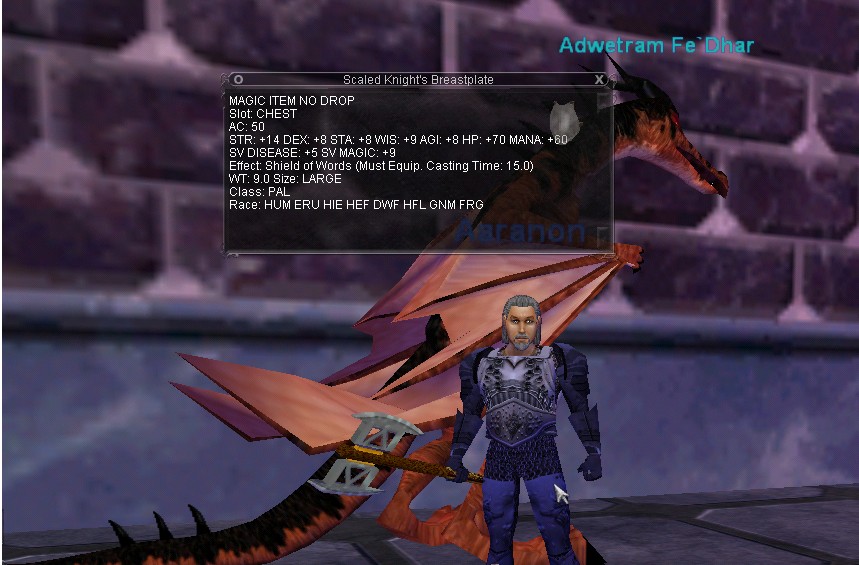 Adwetram Fe`Dhar
O Scaled Knight's Breastplate X
MAGIC ITEM NO DROP
Slot: CHEST
AC: 50
STR: +14 DEX: +8 STA: +8 WIS: +9 AGI: +8 HP: +70 MANA: +60
SV DISEASE: +5 SV MAGIC: +9
Effect: Shield of Words (Must Equip. Casting Time: 15.0)
WT: 9.0 Size: LARGE
Class: PAL
Race: HUM ERU HIE HEF DWF HFL GNM FRG
Aaranon